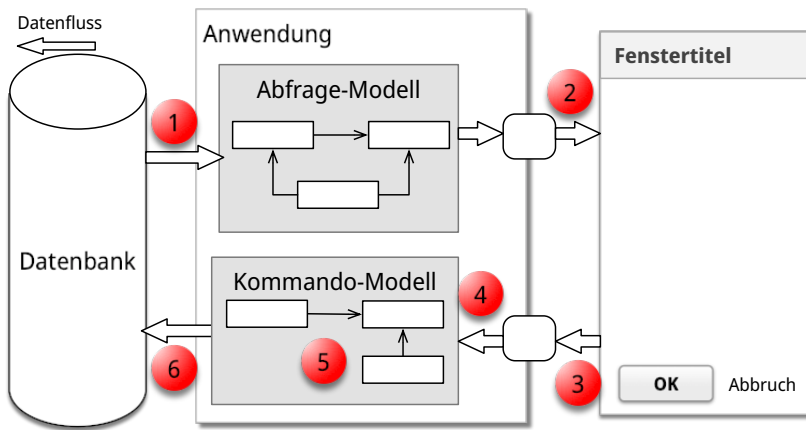 Datenfluss
Anwendung
Fenstertitel
Abfrage-Modell
1
2
Datenbank
Kommando-Modell
4
5
6
3
OK
Abbruch